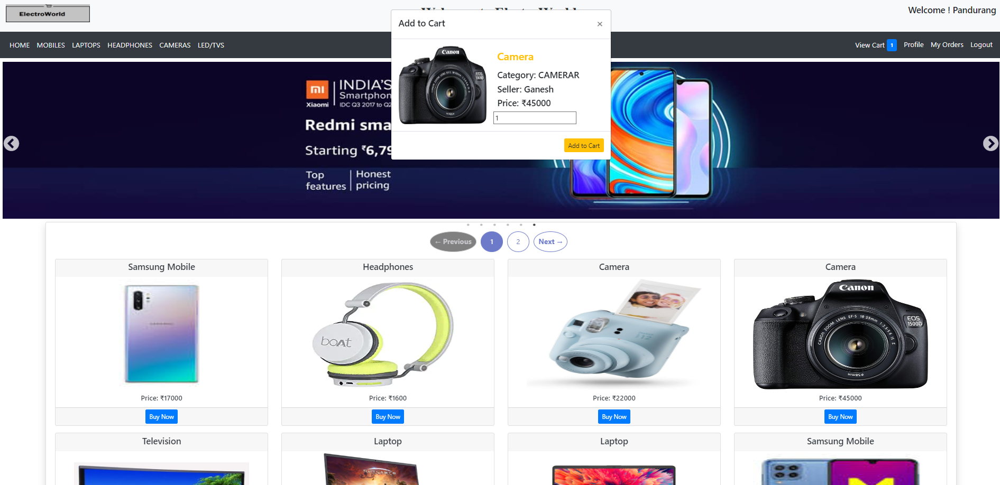 ElectroWorld
Welcome ! Pandurang
Add to Cart
×
HOME MOBILES LAPTOPS HEADPHONES CAMERAS LED/TVS
View Cart 1 Profile My Orders Logout
Canon
EOS
1500D
Camera
Category: CAMERAR
Seller: Ganesh
Price: ₹45000
1
Add to Cart
mi
Xiaomi
INDIA'S
Smartphon
IDC Q3 2017 to Q2
Redmi sma
Starting ₹6,79
Top
features
Honest
pricing
← Previous 1 2 Next →
Samsung Mobile
Headphones
Camera
Camera
SAMSUNG
boAt
Canon
EOS
1500D
CANON ZOOM LENS EF-S 18-55mm 1:3.5-5.6 IS II
58mm
Price: ₹17000
Price: ₹1600
Price: ₹22000
Price: ₹45000
Buy Now
Buy Now
Buy Now
Buy Now
Television
Laptop
Laptop
Samsung Mobile